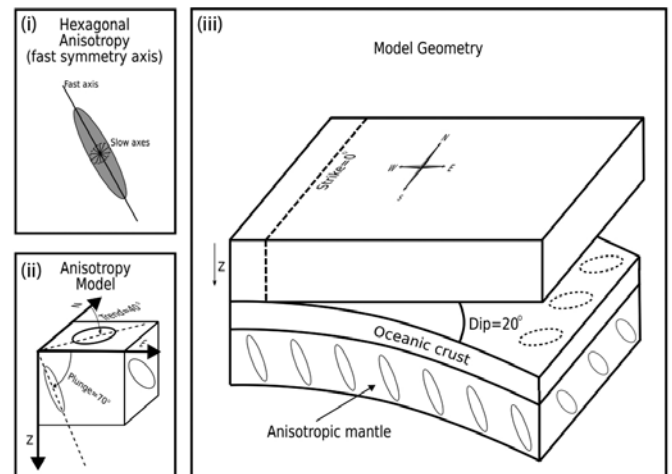 (i) Hexagonal
Anisotropy
(fast symmetry axis)
Fast axis
Slow axes
(ii) Anisotropy
Model
N
Trend=40°
E
Plunge=70°
Z
(iii)
Model Geometry
Strike=0°
N
W E
S
Z
Dip=20°
Oceanic crust
Anisotropic mantle